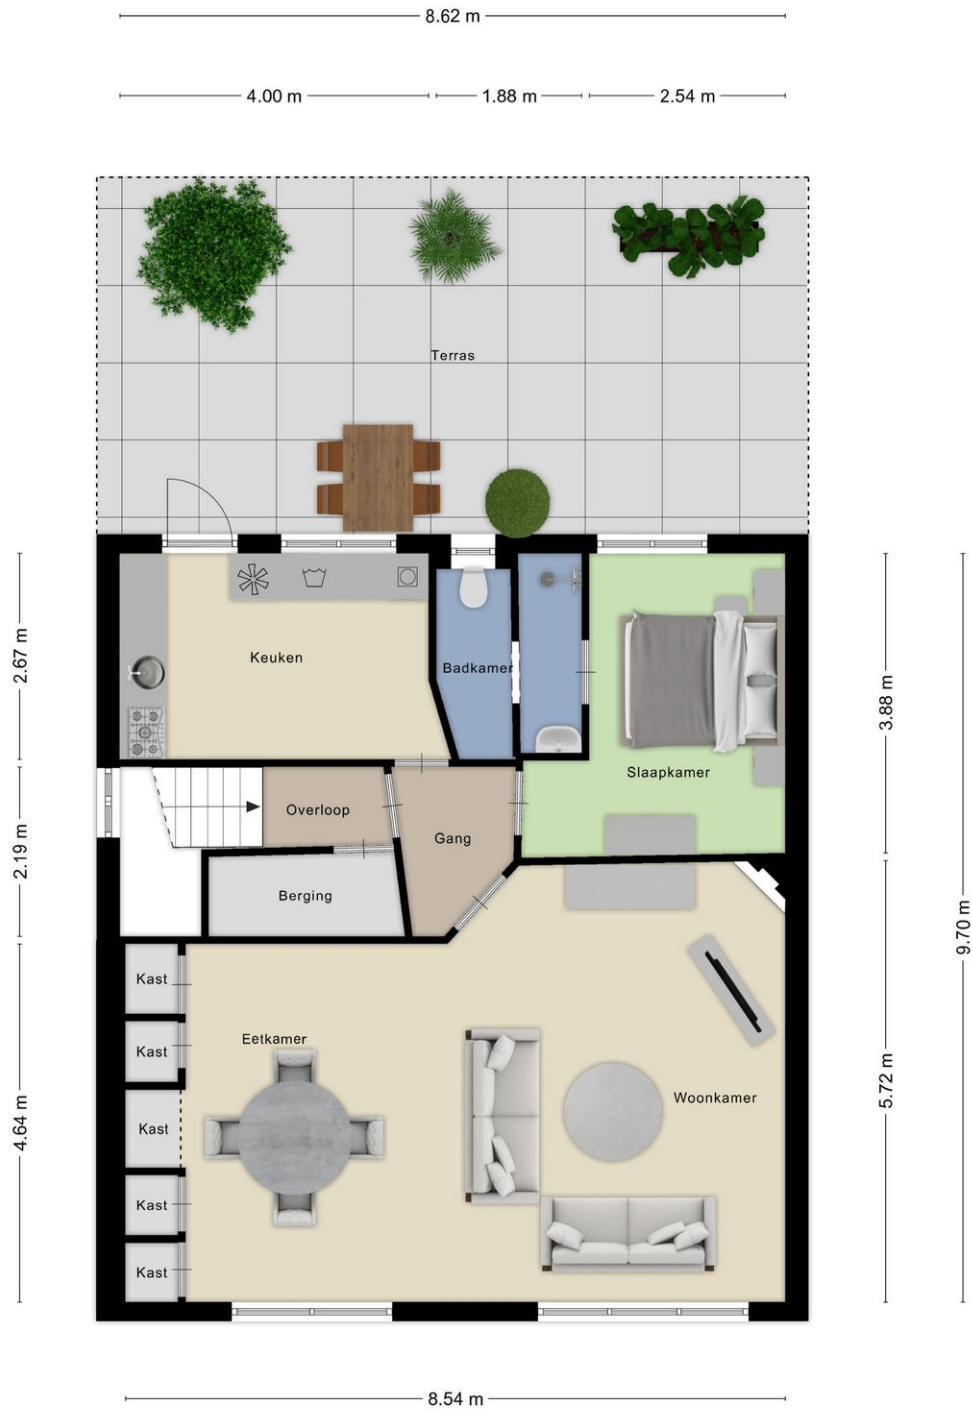 8.62 m
4.00 m
1.88 m
2.54 m
Terras
Keuken
Badkamer
Slaapkamer
Overloop
Gang
Berging
Kast
Kast
Kast
Kast
Kast
Eetkamer
Woonkamer
2.67 m
2.19 m
4.64 m
3.88 m
5.72 m
9.70 m
8.54 m